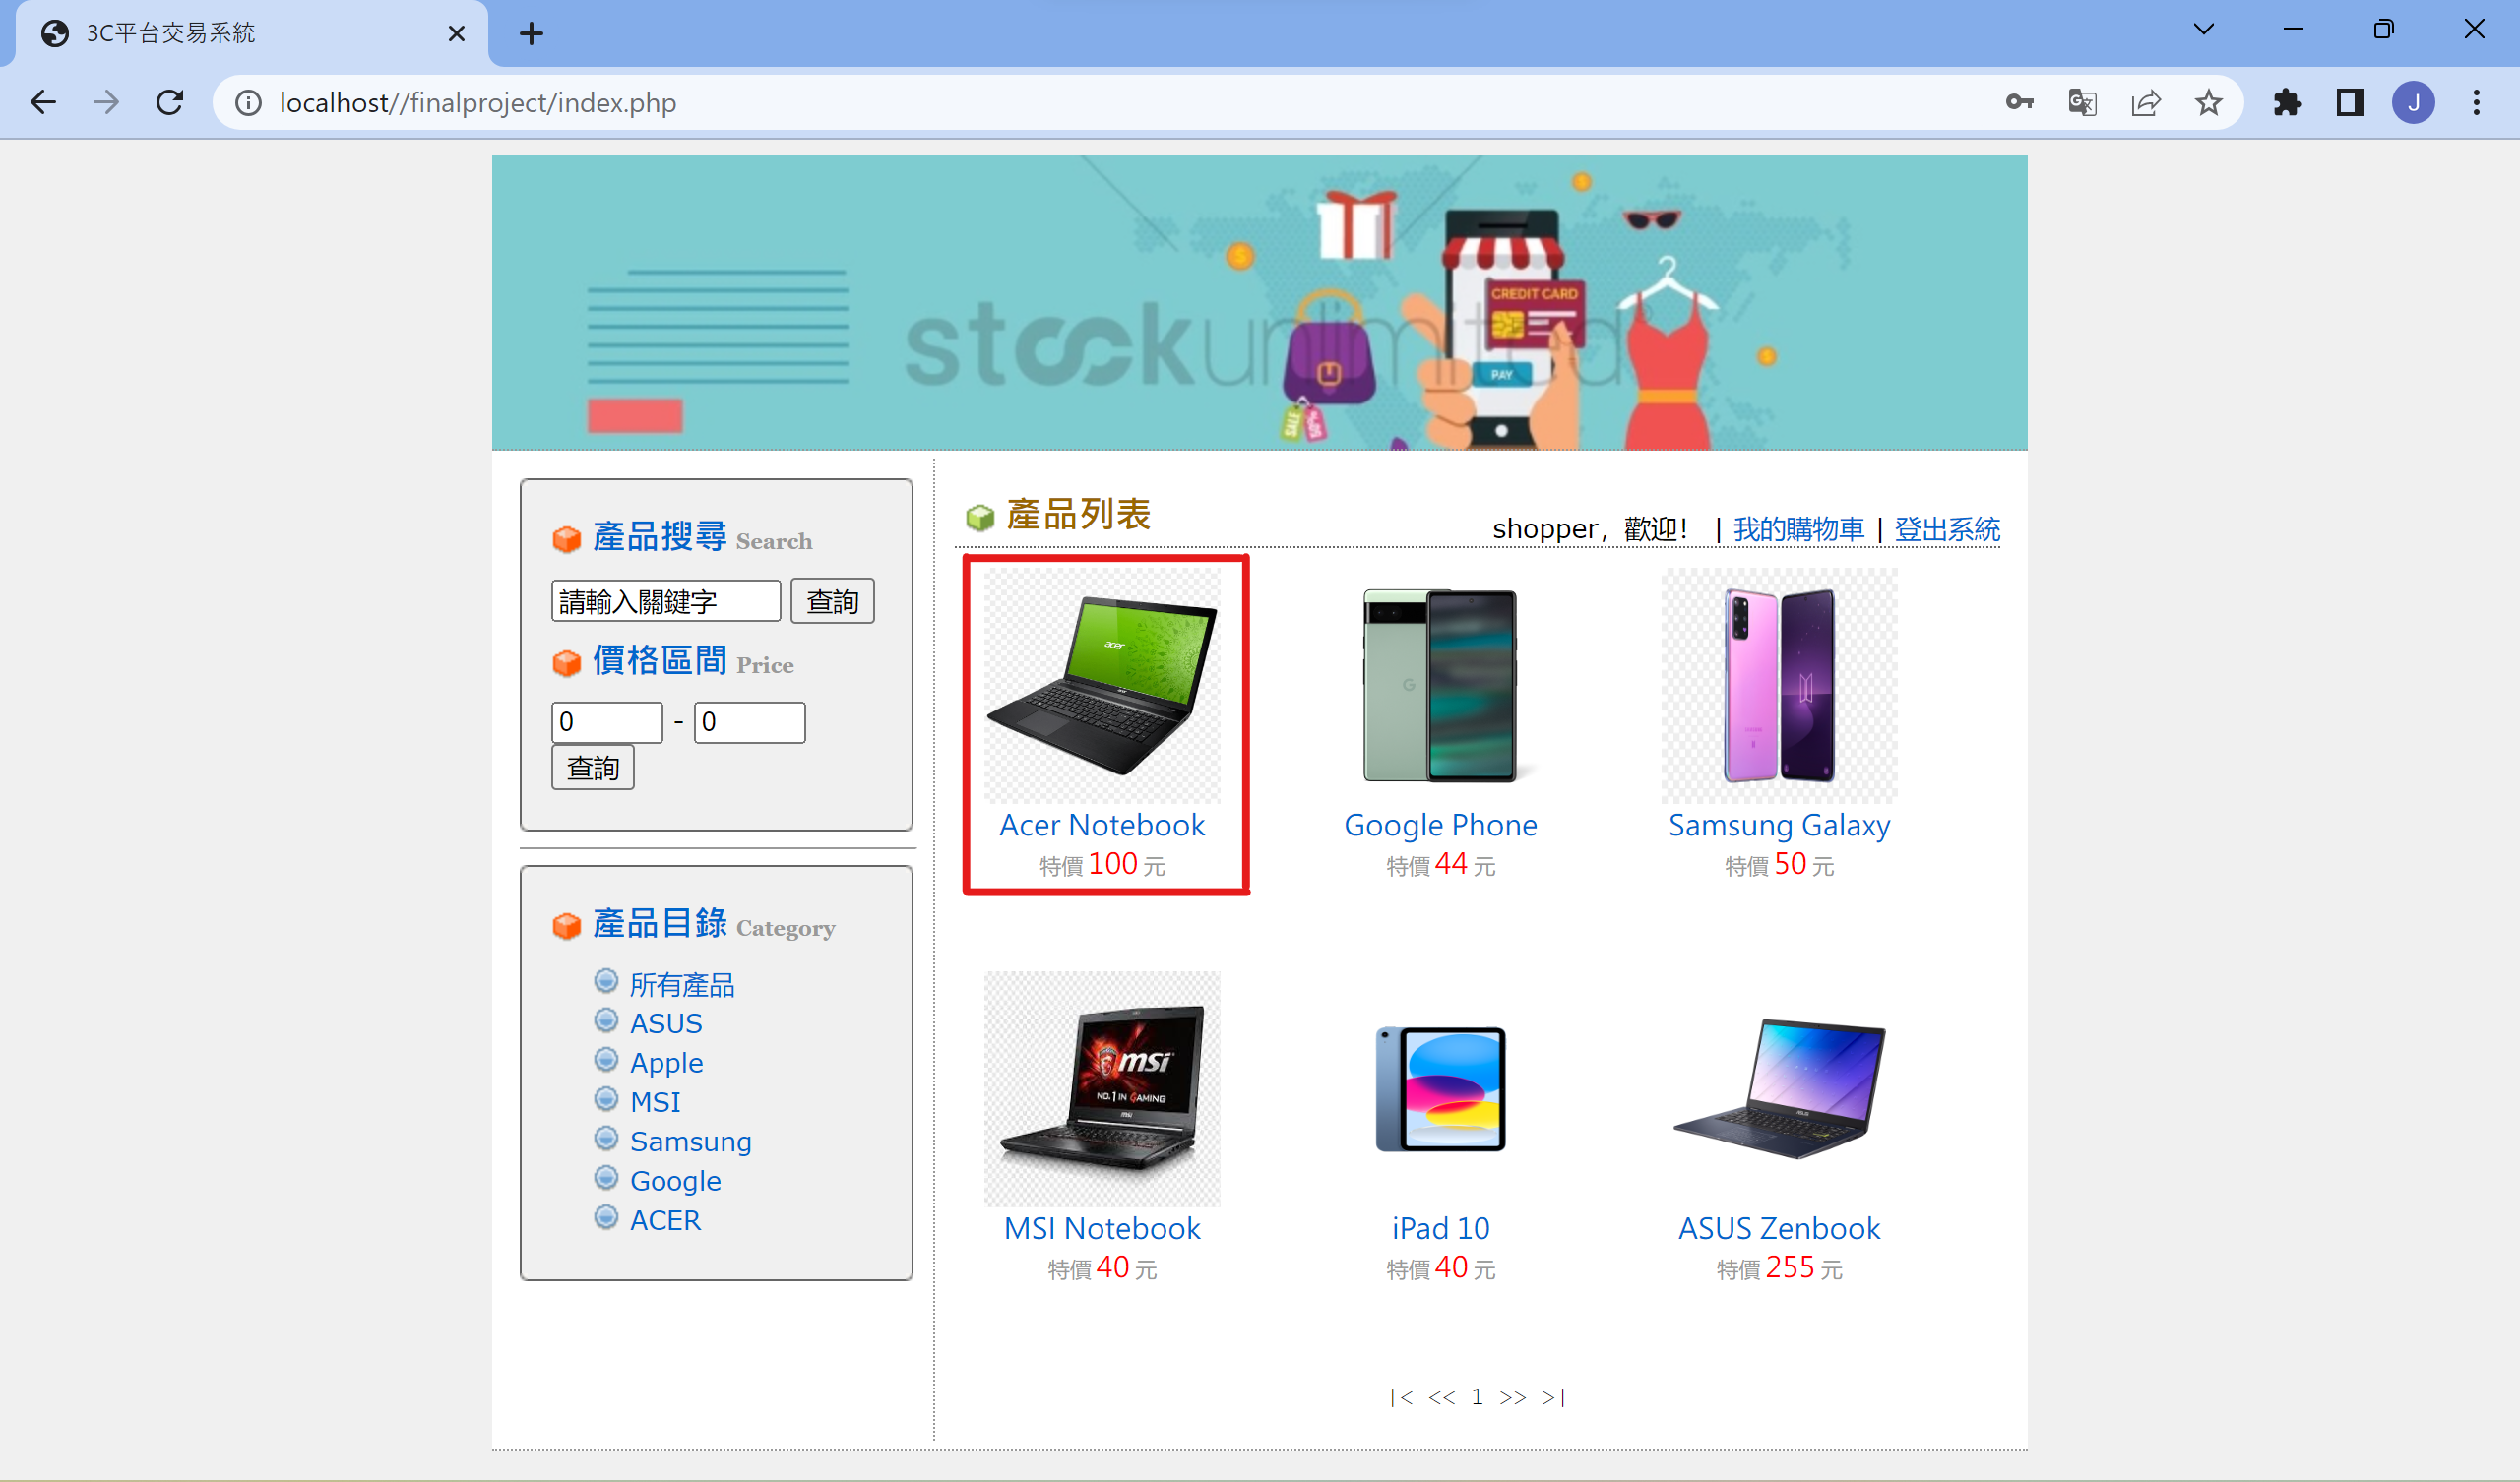 3C平台交易系統
localhost//finalproject/index.php
J
stockunlimited
CREDIT CARD
PAY
SALE
50%
產品搜尋 Search
請輸入關鍵字 查詢
價格區間 Price
0 - 0
查詢
產品目錄 Category
所有產品
ASUS
Apple
MSI
Samsung
Google
ACER
產品列表
shopper，歡迎！ | 我的購物車 | 登出系統
acer
Acer Notebook
特價 100 元
G
Google Phone
特價 44 元
Samsung Galaxy
特價 50 元
msi
NO.1 IN GAMING
msi
MSI Notebook
特價 40 元
iPad 10
特價 40 元
ASUS Zenbook
特價 255 元
|< << 1 >> >|